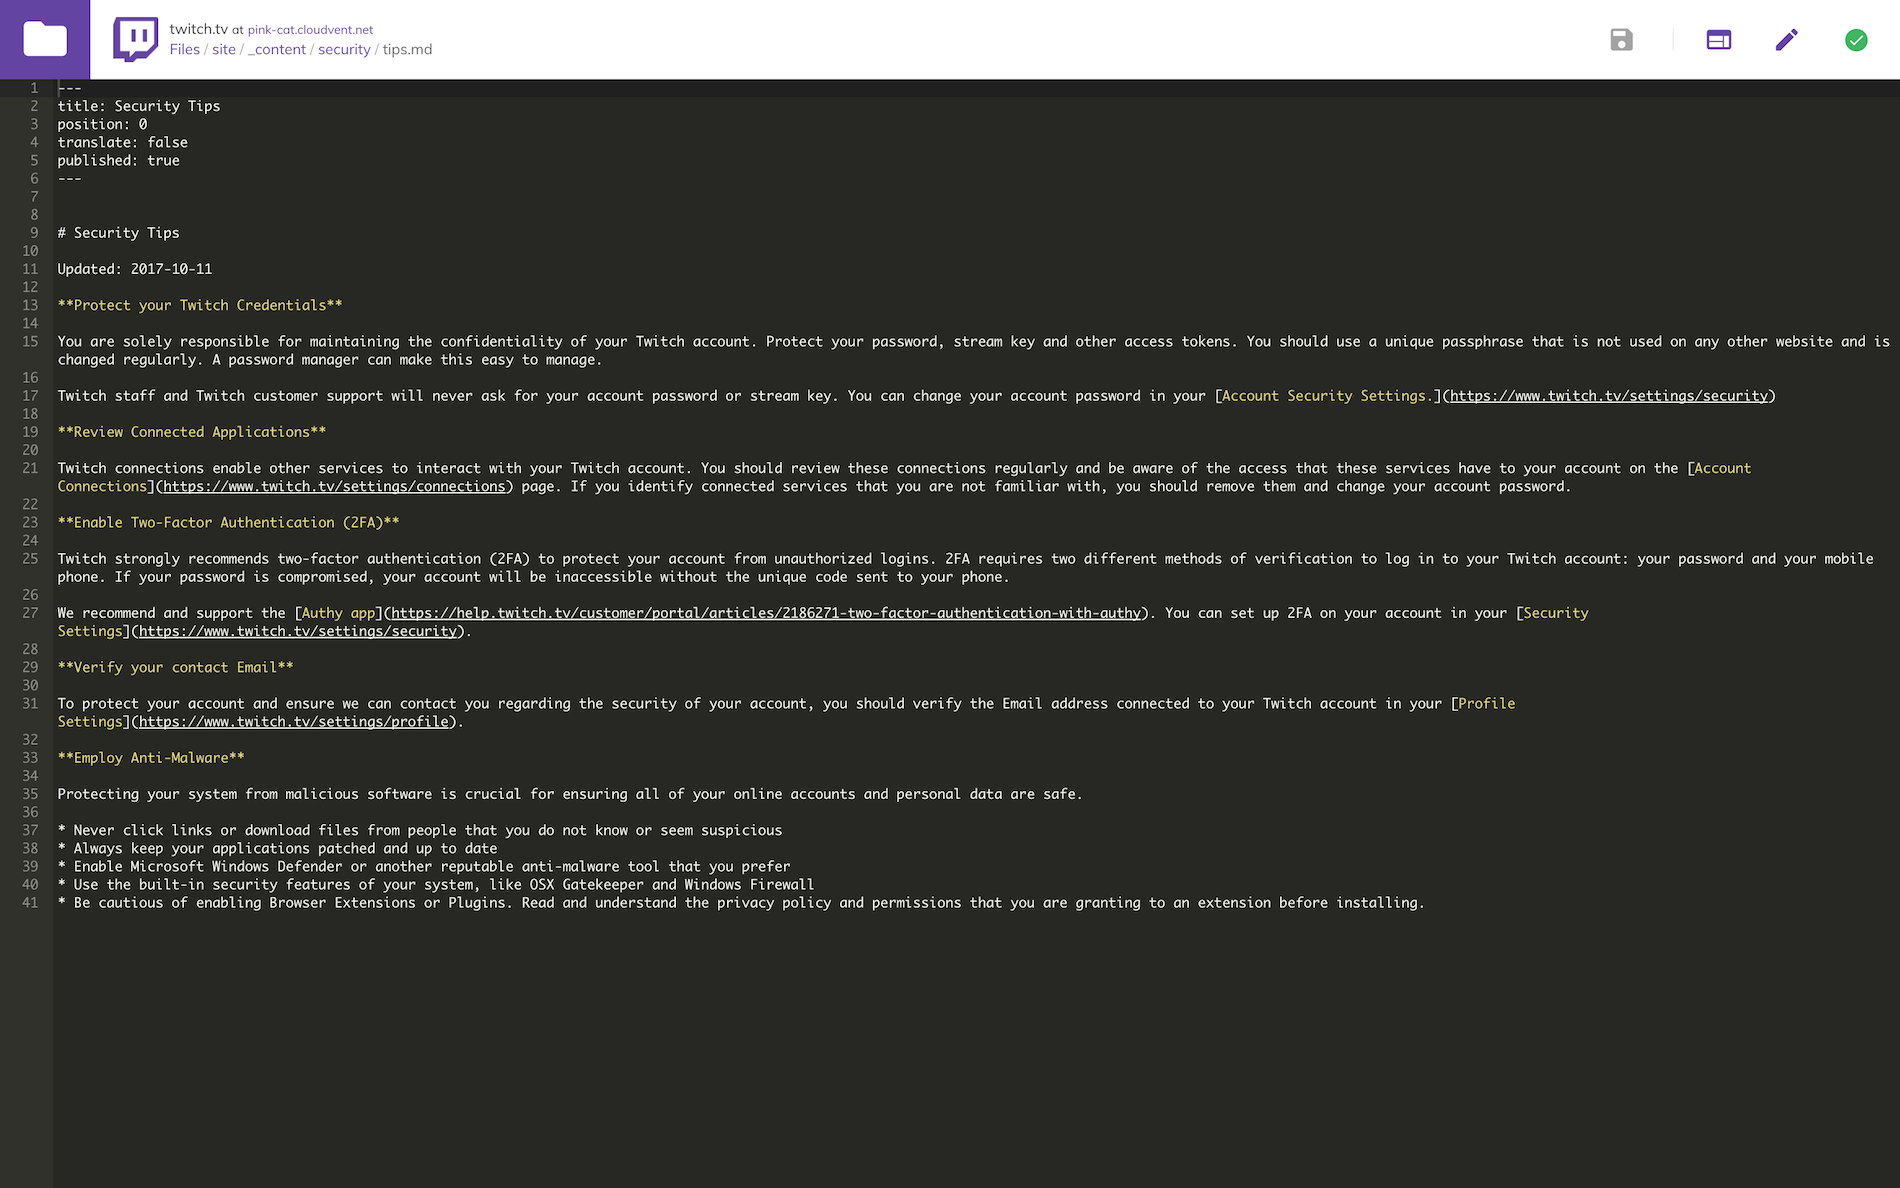 twitch.tv at pink-cat.cloudvent.net
Files / site / _content / security / tips.md
1 ---
2 title: Security Tips
3 position: 0
4 translate: false
5 published: true
6 ---
7
8
9 # Security Tips
10
11 Updated: 2017-10-11
12
13 **Protect your Twitch Credentials**
14
15 You are solely responsible for maintaining the confidentiality of your Twitch account. Protect your password, stream key and other access tokens. You should use a unique passphrase that is not used on any other website and is
changed regularly. A password manager can make this easy to manage.
16
17 Twitch staff and Twitch customer support will never ask for your account password or stream key. You can change your account password in your [Account Security Settings.](https://www.twitch.tv/settings/security)
18
19 **Review Connected Applications**
20
21 Twitch connections enable other services to interact with your Twitch account. You should review these connections regularly and be aware of the access that these services have to your account on the [Account
Connections](https://www.twitch.tv/settings/connections) page. If you identify connected services that you are not familiar with, you should remove them and change your account password.
22
23 **Enable Two-Factor Authentication (2FA)**
24
25 Twitch strongly recommends two-factor authentication (2FA) to protect your account from unauthorized logins. 2FA requires two different methods of verification to log in to your Twitch account: your password and your mobile
phone. If your password is compromised, your account will be inaccessible without the unique code sent to your phone.
26
27 We recommend and support the [Authy app](https://help.twitch.tv/customer/portal/articles/2186271-two-factor-authentication-with-authy). You can set up 2FA on your account in your [Security
Settings](https://www.twitch.tv/settings/security).
28
29 **Verify your contact Email**
30
31 To protect your account and ensure we can contact you regarding the security of your account, you should verify the Email address connected to your Twitch account in your [Profile
Settings](https://www.twitch.tv/settings/profile).
32
33 **Employ Anti-Malware**
34
35 Protecting your system from malicious software is crucial for ensuring all of your online accounts and personal data are safe.
36
37 * Never click links or download files from people that you do not know or seem suspicious
38 * Always keep your applications patched and up to date
39 * Enable Microsoft Windows Defender or another reputable anti-malware tool that you prefer
40 * Use the built-in security features of your system, like OSX Gatekeeper and Windows Firewall
41 * Be cautious of enabling Browser Extensions or Plugins. Read and understand the privacy policy and permissions that you are granting to an extension before installing.